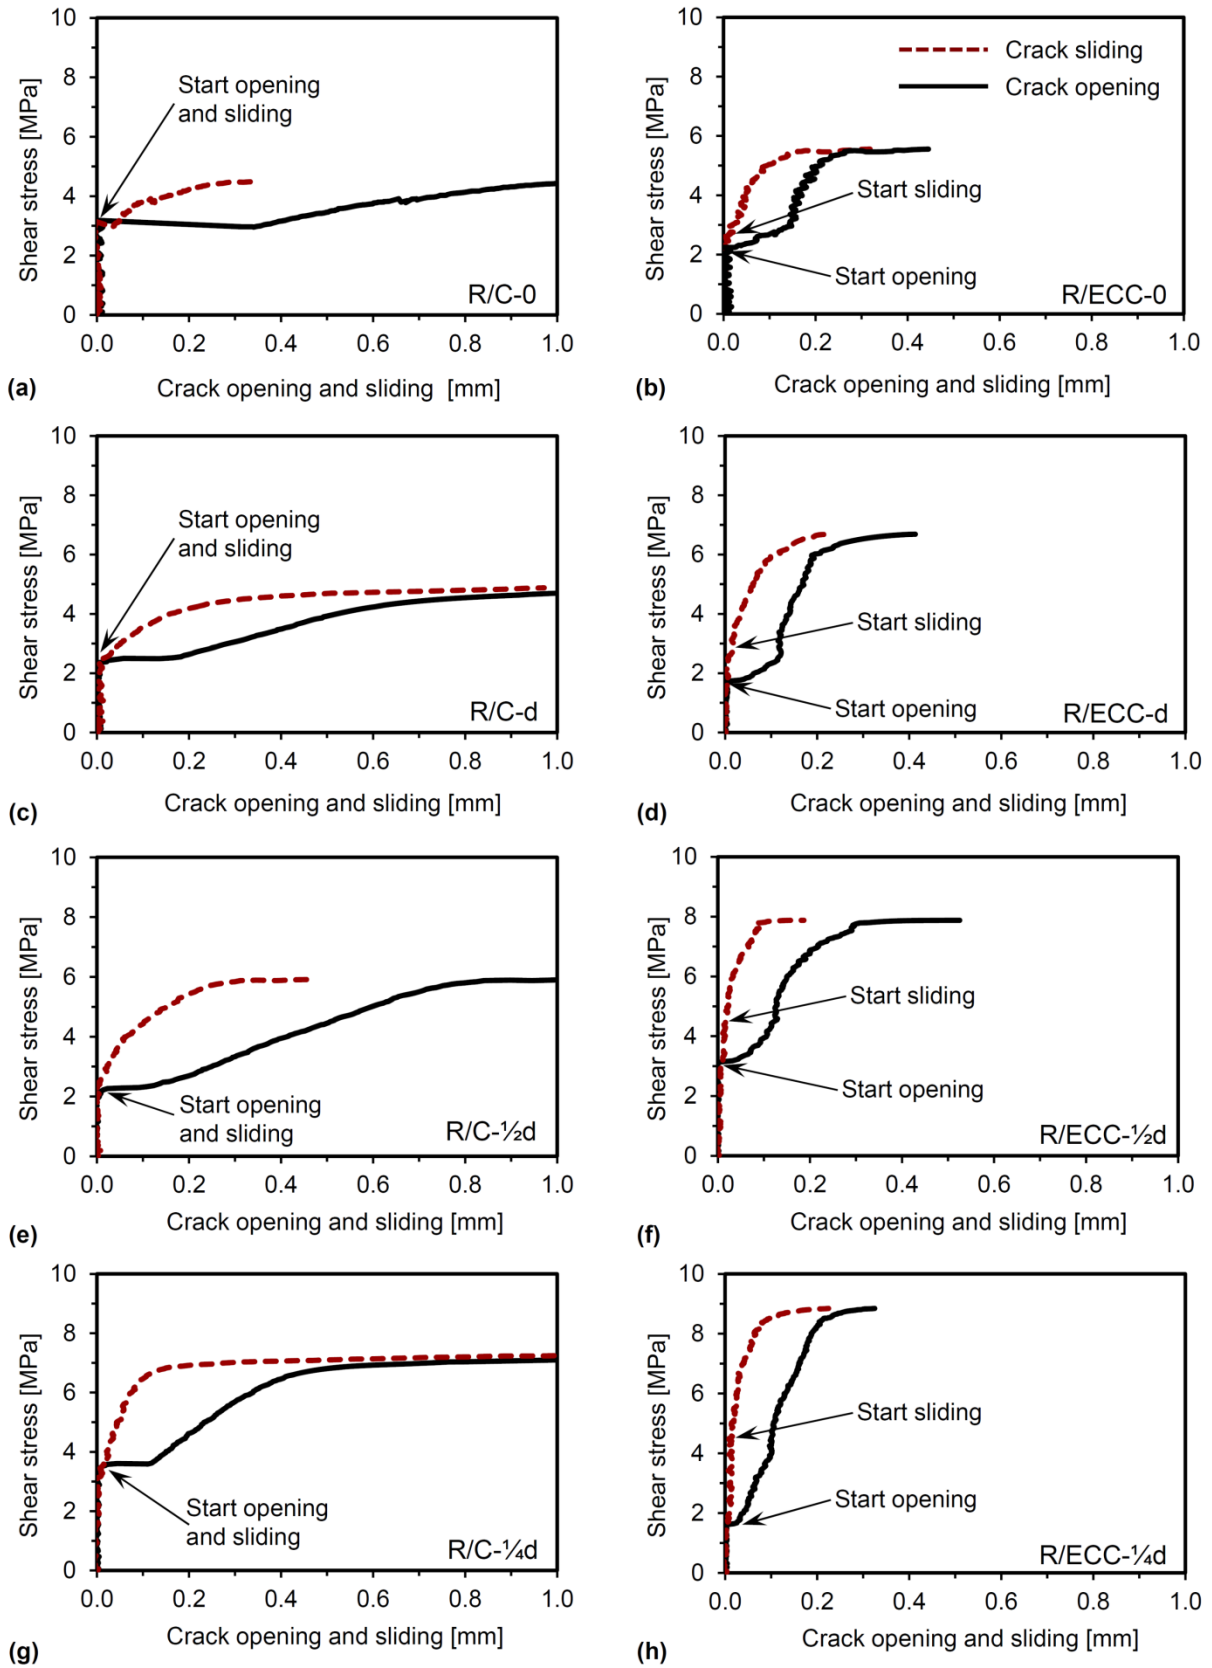 10
8
6
4
2
0
Shear stress [MPa]
Start opening
and sliding
R/C-0
0.0 0.2 0.4 0.6 0.8 1.0
(a) Crack opening and sliding [mm]
10
8
6
4
2
0
Shear stress [MPa]
Crack sliding
Crack opening
Start sliding
Start opening
R/ECC-0
0.0 0.2 0.4 0.6 0.8 1.0
(b) Crack opening and sliding [mm]
10
8
6
4
2
0
Shear stress [MPa]
Start opening
and sliding
R/C-d
0.0 0.2 0.4 0.6 0.8 1.0
(c) Crack opening and sliding [mm]
10
8
6
4
2
0
Shear stress [MPa]
Start sliding
Start opening
R/ECC-d
0.0 0.2 0.4 0.6 0.8 1.0
(d) Crack opening and sliding [mm]
10
8
6
4
2
0
Shear stress [MPa]
Start opening
and sliding
R/C-½d
0.0 0.2 0.4 0.6 0.8 1.0
(e) Crack opening and sliding [mm]
10
8
6
4
2
0
Shear stress [MPa]
Start sliding
Start opening
R/ECC-½d
0.0 0.2 0.4 0.6 0.8 1.0
(f) Crack opening and sliding [mm]
10
8
6
4
2
0
Shear stress [MPa]
Start opening
and sliding
R/C-¼d
0.0 0.2 0.4 0.6 0.8 1.0
(g) Crack opening and sliding [mm]
10
8
6
4
2
0
Shear stress [MPa]
Start sliding
Start opening
R/ECC-¼d
0.0 0.2 0.4 0.6 0.8 1.0
(h) Crack opening and sliding [mm]